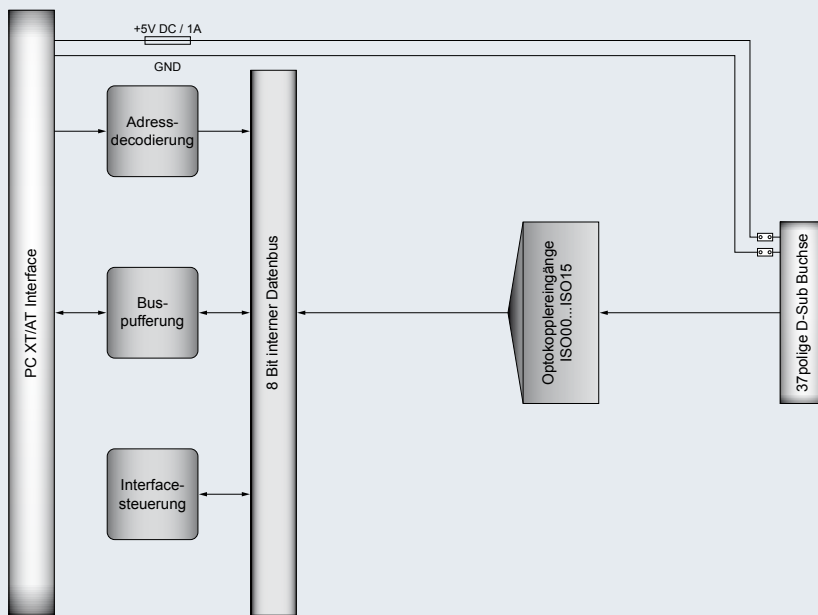 +5V DC / 1A
GND
Adress-
decodierung
Bus-
pufferung
Interface-
steuerung
PC XT/AT Interface
8 Bit interner Datenbus
Optokopplereingänge
ISO00...ISO15
37polige D-Sub Buchse